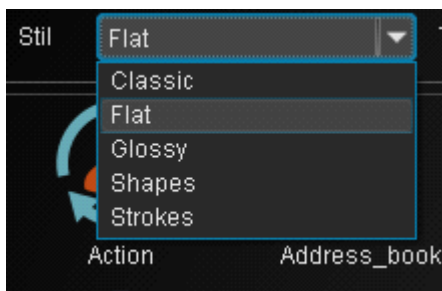 Stil Flat
Classic
Flat
Glossy
Shapes
Strokes
Action Address_book